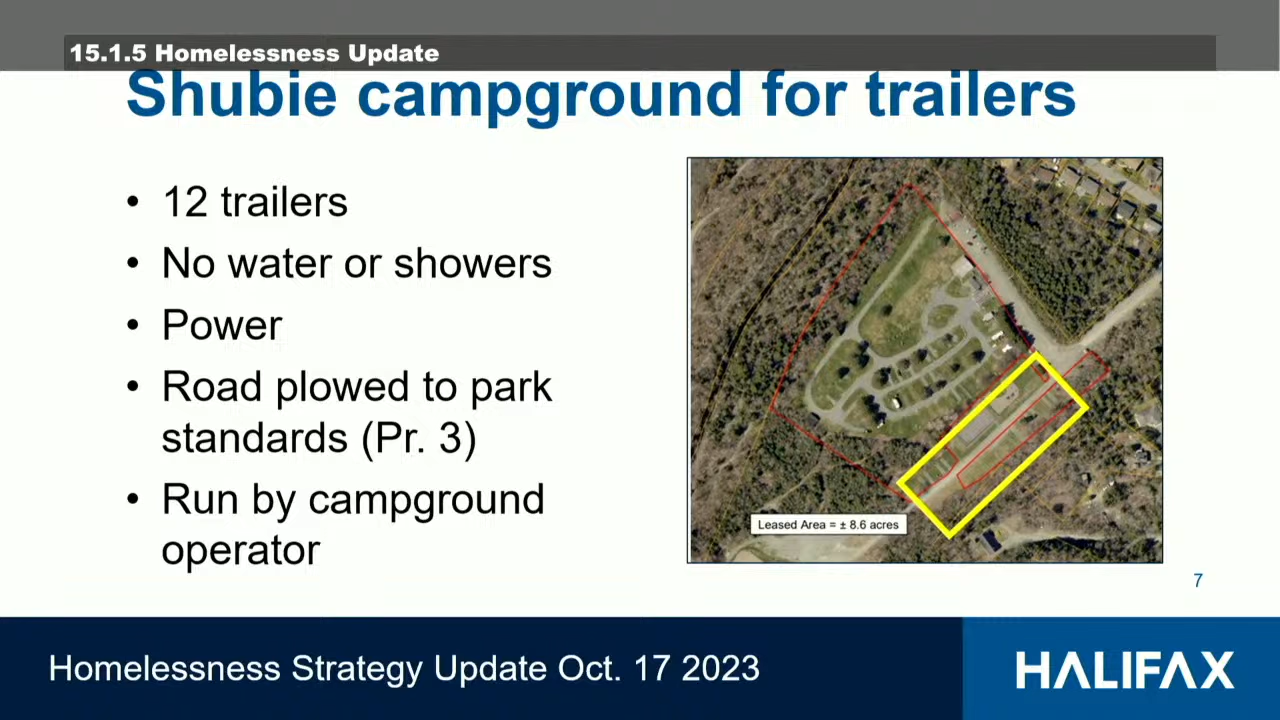 15.1.5 Homelessness Update
Shubie campground for trailers
• 12 trailers
• No water or showers
• Power
• Road plowed to park
standards (Pr. 3)
• Run by campground
operator
Leased Area = ± 8.6 acres
7
Homelessness Strategy Update Oct. 17 2023
HALIFAX